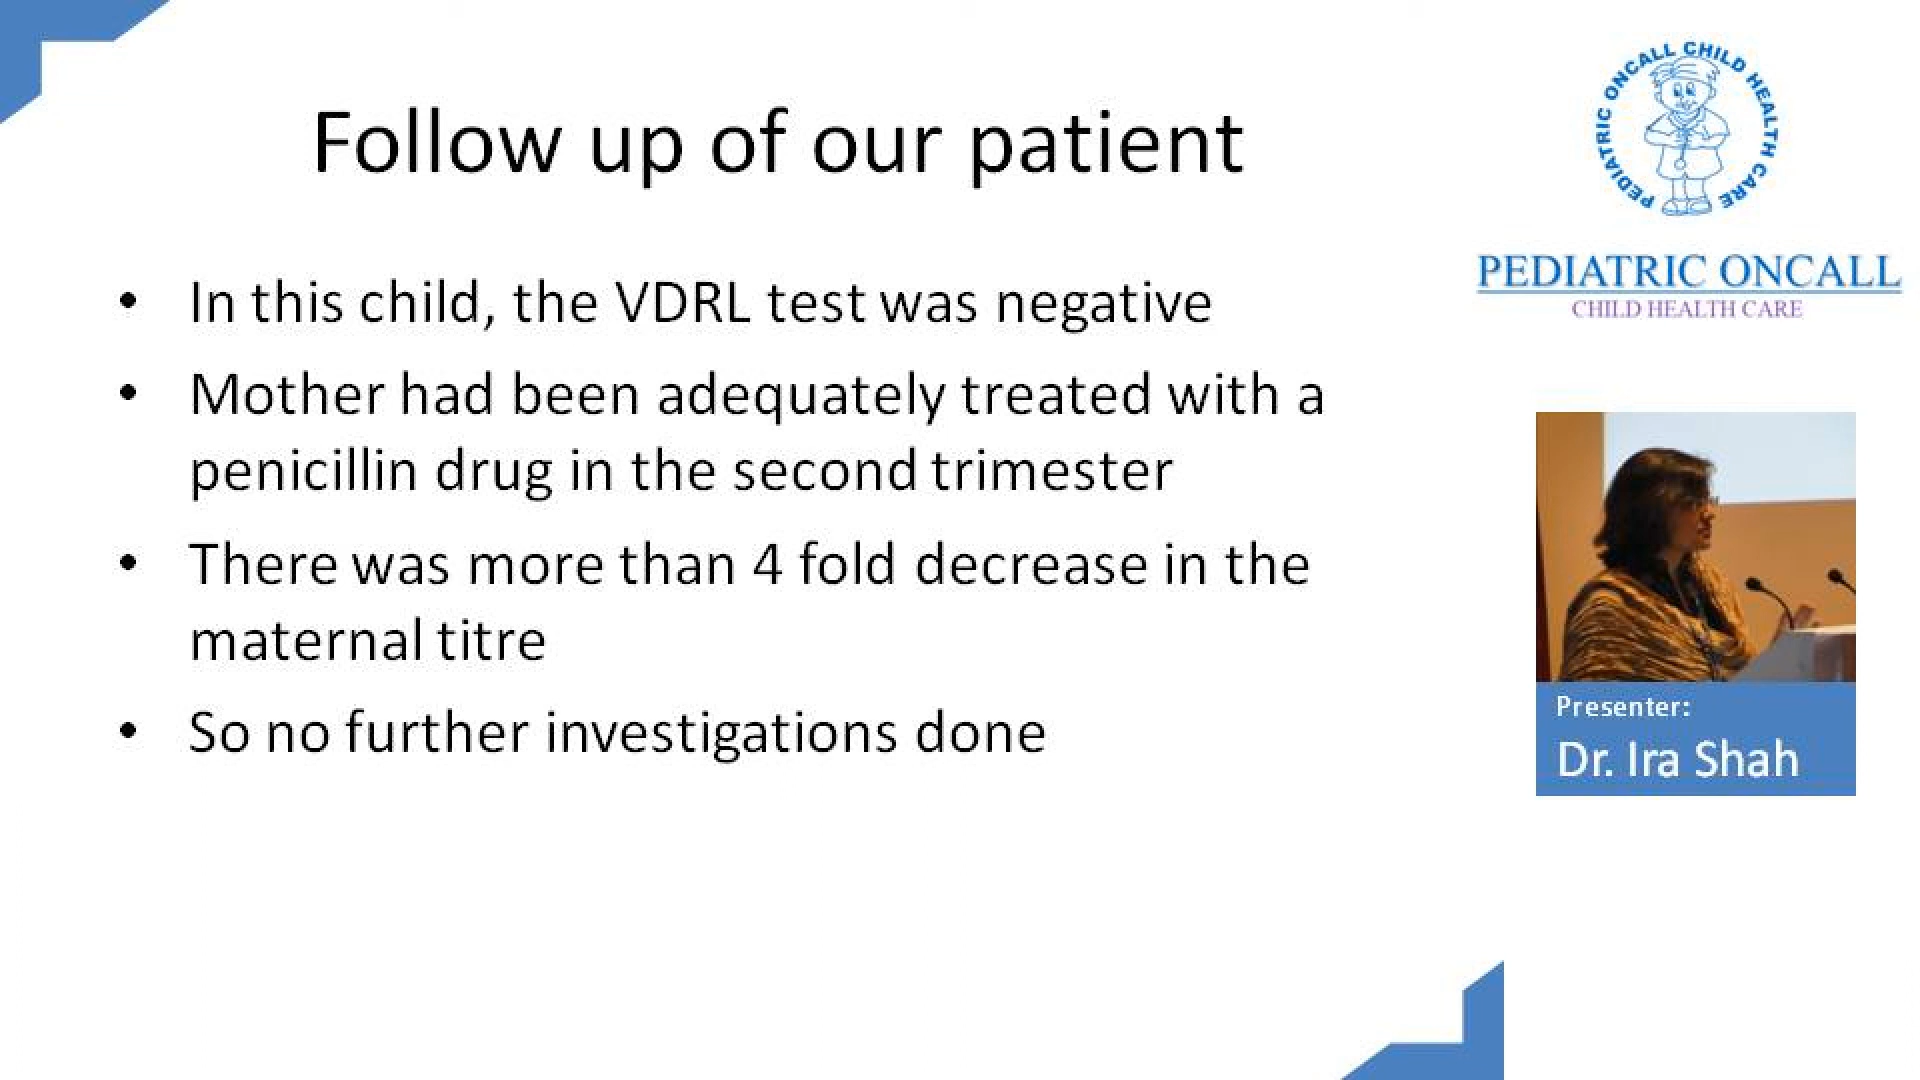 Follow up of our patient
• In this child, the VDRL test was negative
• Mother had been adequately treated with a
penicillin drug in the second trimester
• There was more than 4 fold decrease in the
maternal titre
• So no further investigations done
PEDIATRIC ONCALL CHILD HEALTH CARE
PEDIATRIC ONCALL
CHILD HEALTH CARE
Presenter:
Dr. Ira Shah